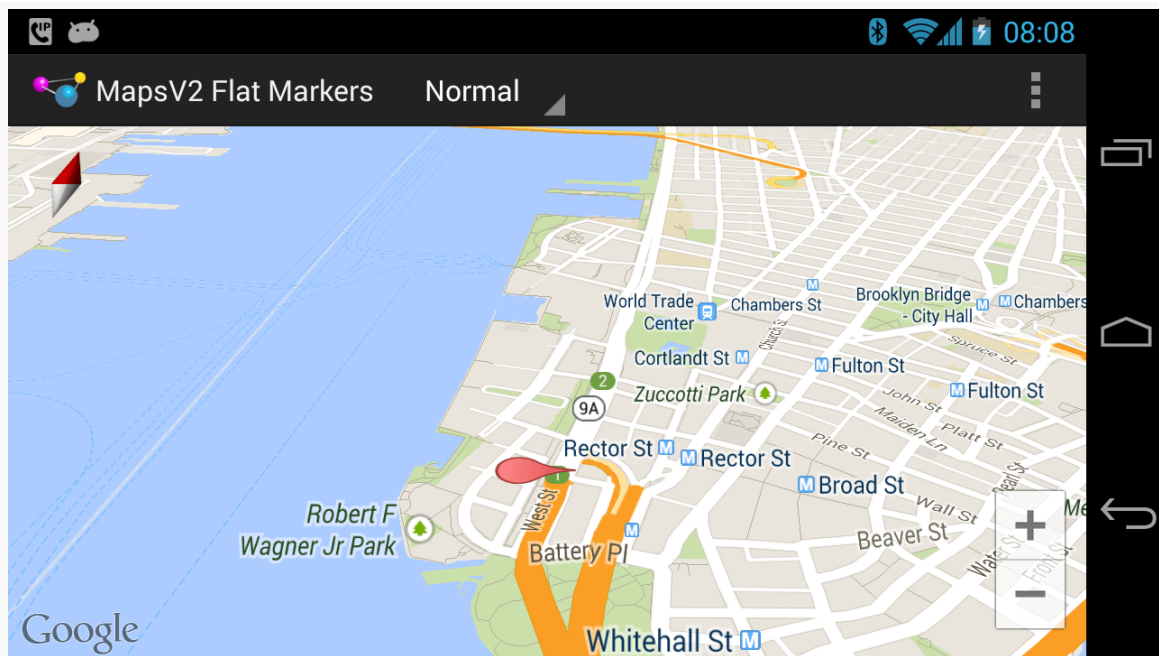 IP
08:08
MapsV2 Flat Markers
Normal
World Trade
Center
M
Chambers St
Brooklyn Bridge
- City Hall
M
M Chambers
Church S
Cortlandt St M
Spruce St
M Fulton St
2
Zuccotti Park
M Fulton St
9A
John St
Maiden Ln
Platt St
Rector St M
M Rector St
Pine St
Pearl St
1
M Broad St
West St
Wall St
Me
Robert F
Wagner Jr Park
M
Beaver St
Water St
Front St
Battery Pl
+
−
Google
Whitehall St M